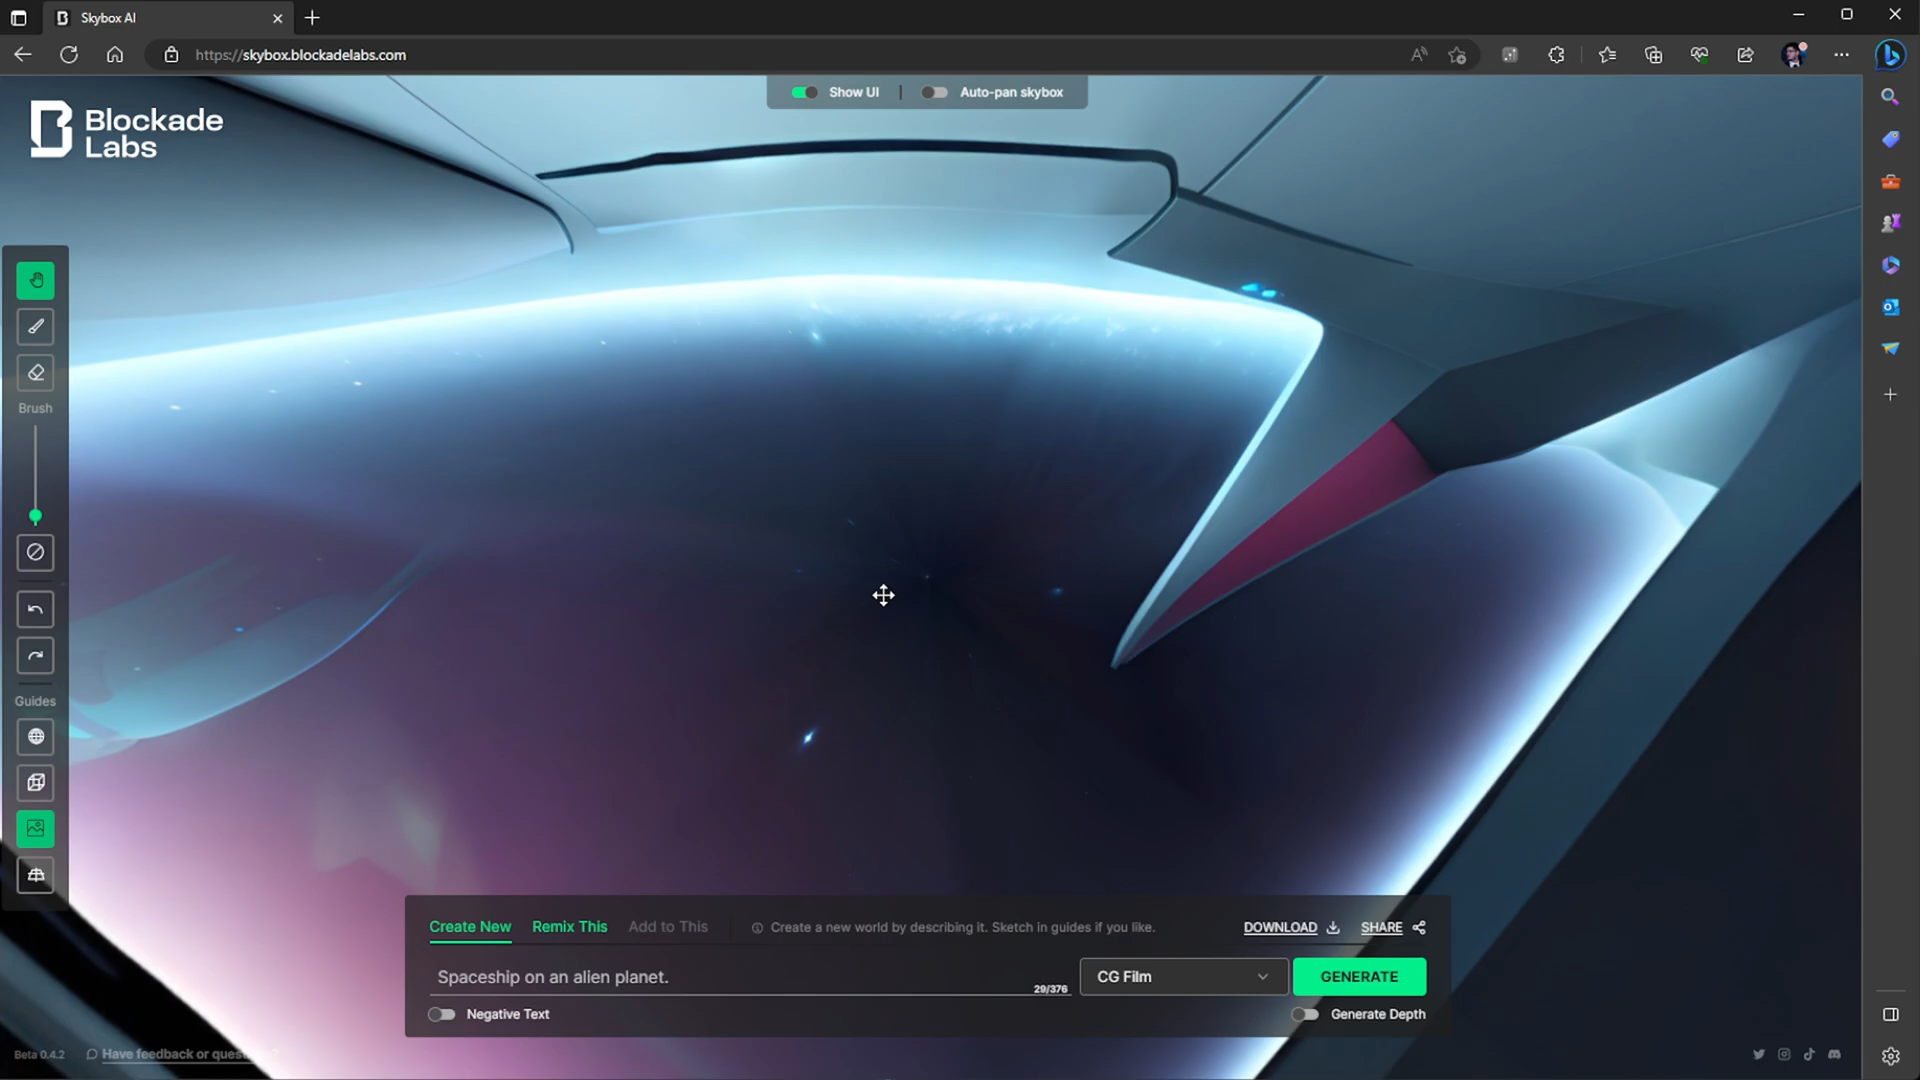 Skybox AI
https://skybox.blockadelabs.com
Show UI | Auto-pan skybox
Blockade
Labs
Brush
Guides
Create New Remix This Add to This Create a new world by describing it. Sketch in guides if you like. DOWNLOAD SHARE
Spaceship on an alien planet. 29/376 CG Film GENERATE
Negative Text Generate Depth
Beta 0.4.2 Have feedback or ques